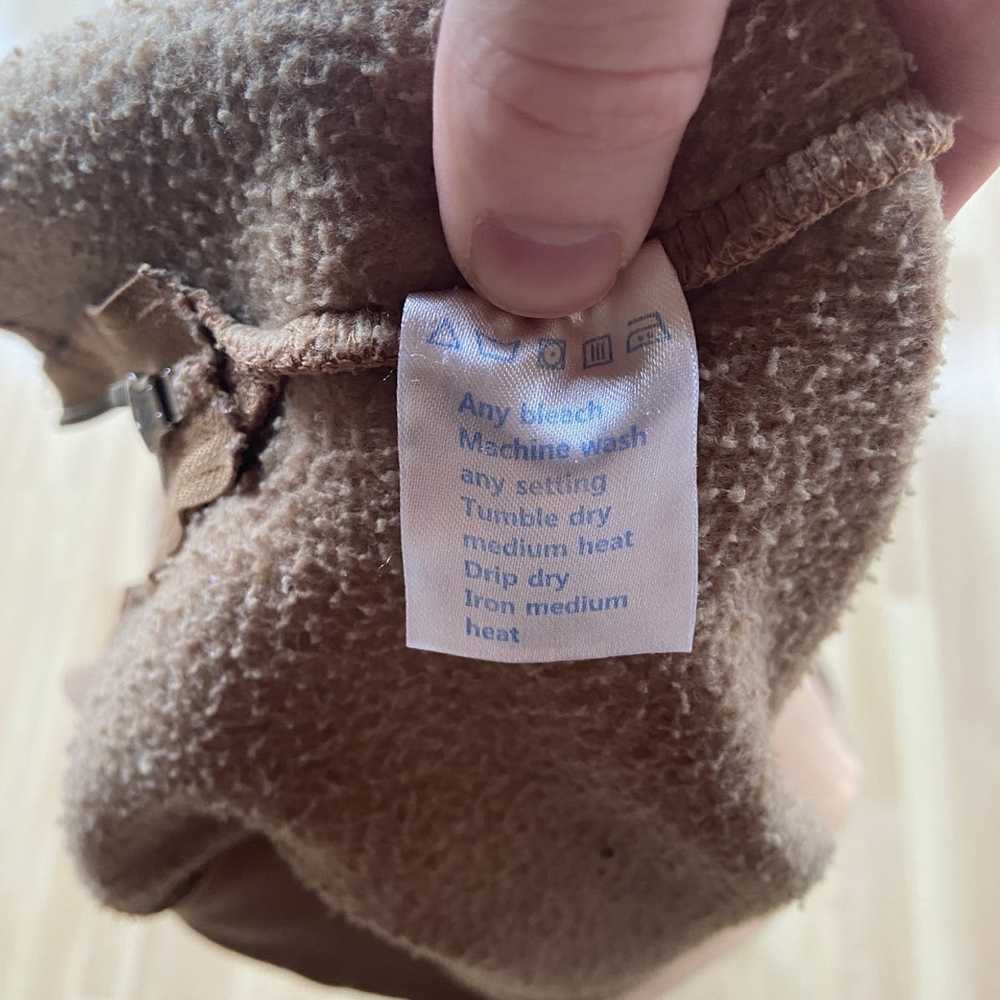 Any bleach
Machine wash
any setting
Tumble dry
medium heat
Drip dry
Iron medium
heat